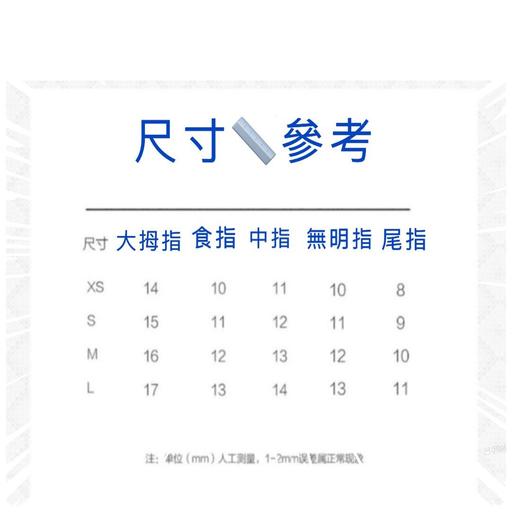 尺寸參考
尺寸 大拇指 食指 中指 無明指 尾指
XS 14 10 11 10 8
S 15 11 12 11 9
M 16 12 13 12 10
L 17 13 14 13 11
注：单位（mm）人工测量，1-2mm误差属正常现象